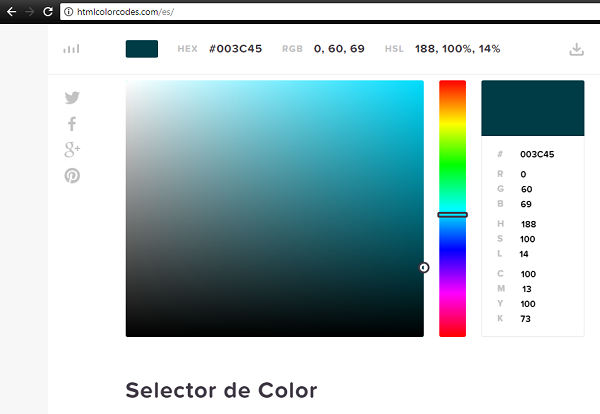 htmlcolorcodes.com/es/
HEX #003C45 RGB 0, 60, 69 HSL 188, 100%, 14%
# 003C45
R 0
G 60
B 69
H 188
S 100
L 14
C 100
M 13
Y 100
K 73
Selector de Color